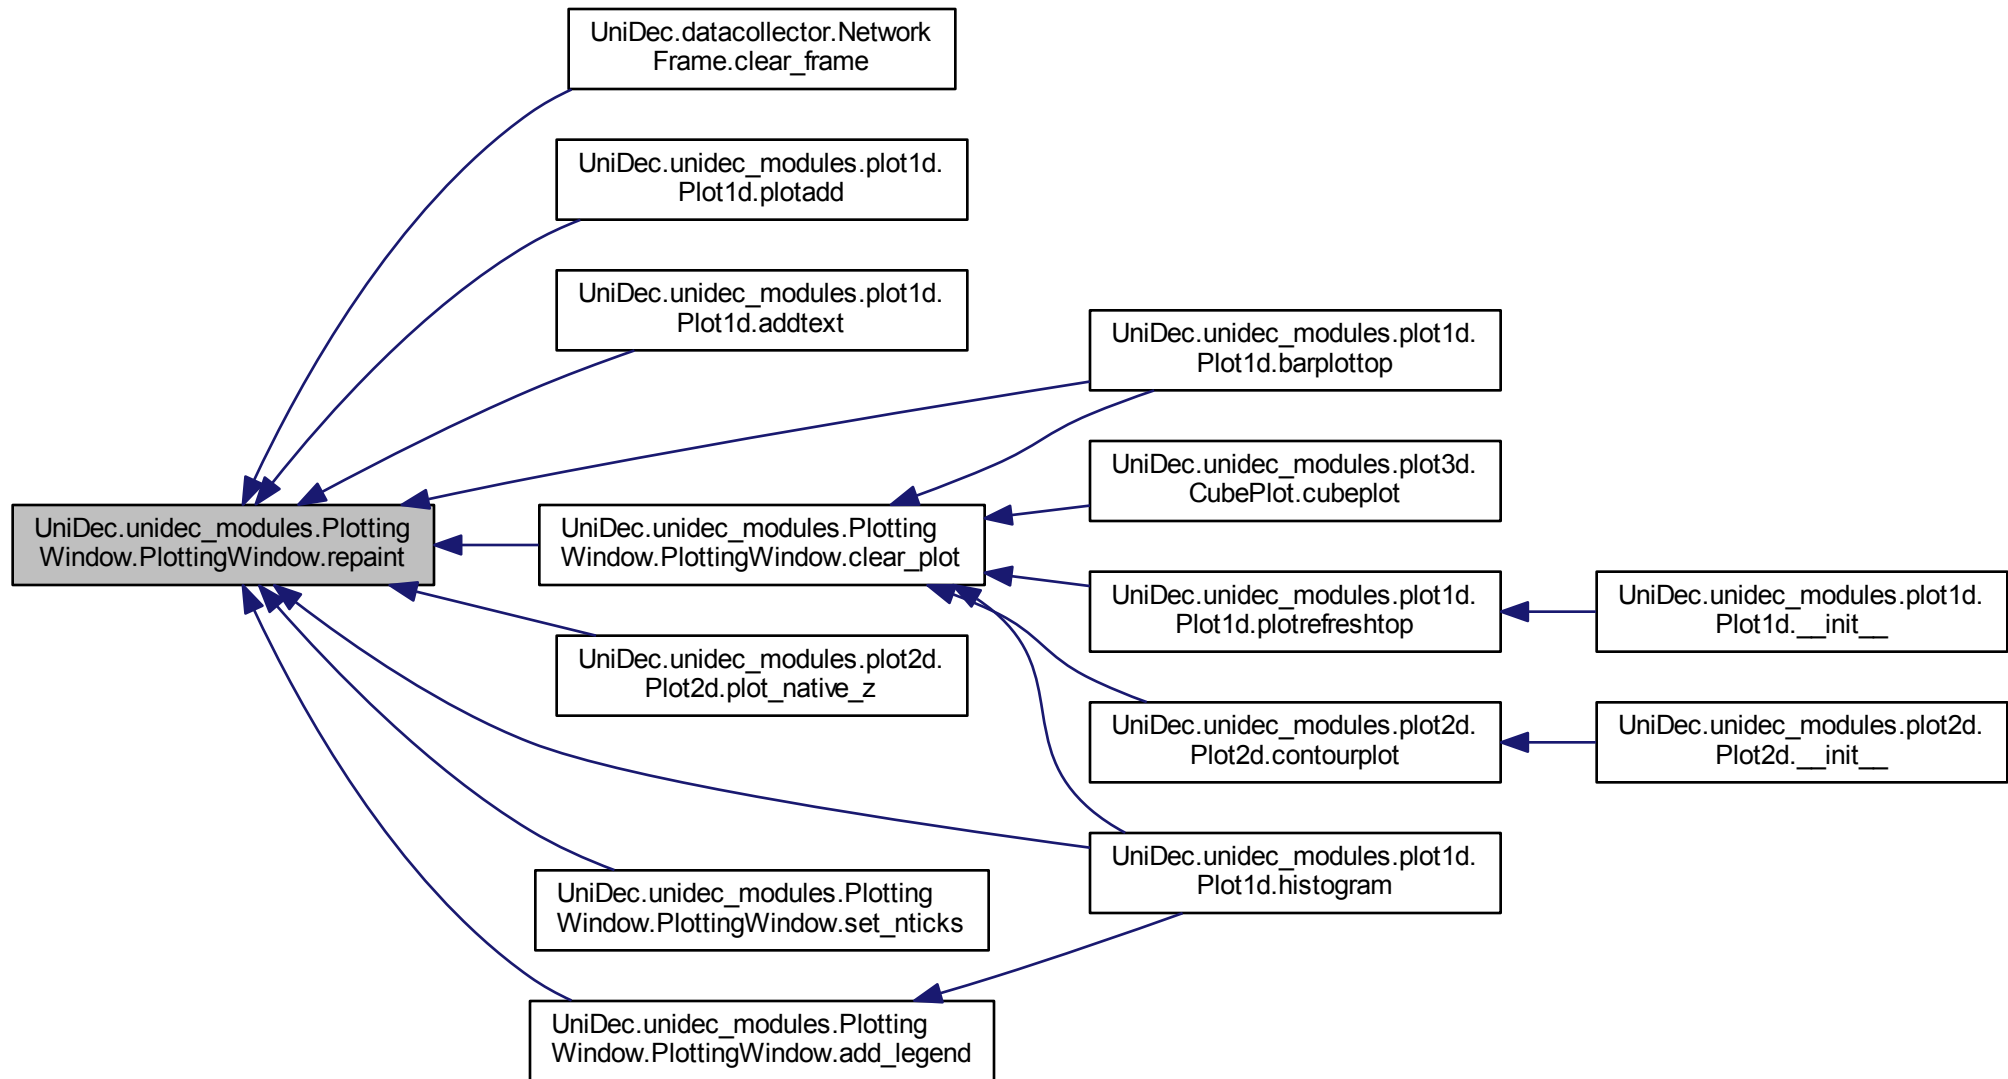 UniDec.datacollector.Network
Frame.clear_frame
UniDec.unidec_modules.plot1d.
Plot1d.plotadd
UniDec.unidec_modules.plot1d.
Plot1d.addtext
UniDec.unidec_modules.plot1d.
Plot1d.barplottop
UniDec.unidec_modules.plot3d.
CubePlot.cubeplot
UniDec.unidec_modules.Plotting
Window.PlottingWindow.repaint
UniDec.unidec_modules.Plotting
Window.PlottingWindow.clear_plot
UniDec.unidec_modules.plot1d.
Plot1d.plotrefreshtop
UniDec.unidec_modules.plot1d.
Plot1d.__init__
UniDec.unidec_modules.plot2d.
Plot2d.plot_native_z
UniDec.unidec_modules.plot2d.
Plot2d.contourplot
UniDec.unidec_modules.plot2d.
Plot2d.__init__
UniDec.unidec_modules.plot1d.
Plot1d.histogram
UniDec.unidec_modules.Plotting
Window.PlottingWindow.set_nticks
UniDec.unidec_modules.Plotting
Window.PlottingWindow.add_legend